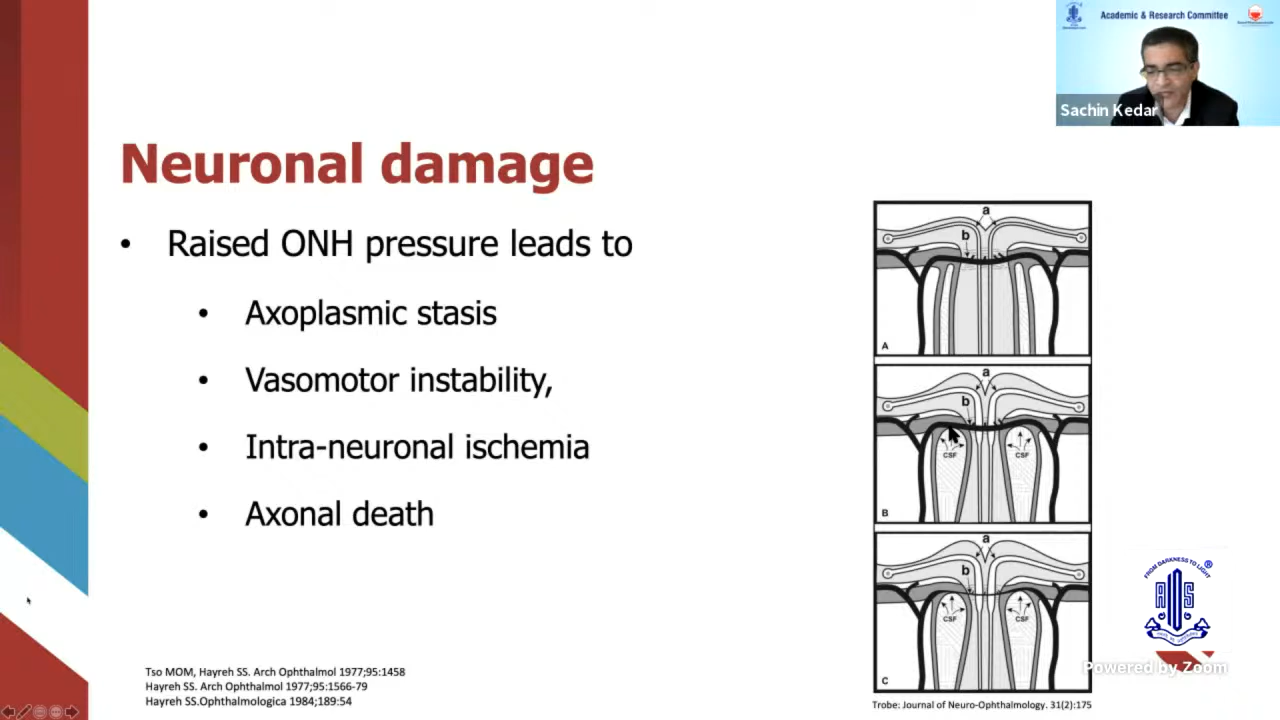 Academic & Research Committee
Sachin Kedar
Neuronal damage
• Raised ONH pressure leads to
• Axoplasmic stasis
• Vasomotor instability,
• Intra-neuronal ischemia
• Axonal death
a
b
A
a
b
CSF
CSF
B
a
b
CSF
CSF
C
FROM DARKNESS TO LIGHT
®
AIOS
Powered by Zoom
Tso MOM, Hayreh SS. Arch Ophthalmol 1977;95:1458
Hayreh SS. Arch Ophthalmol 1977;95:1566-79
Hayreh SS.Ophthalmologica 1984;189:54
Trobe: Journal of Neuro-Ophthalmology. 31(2):175